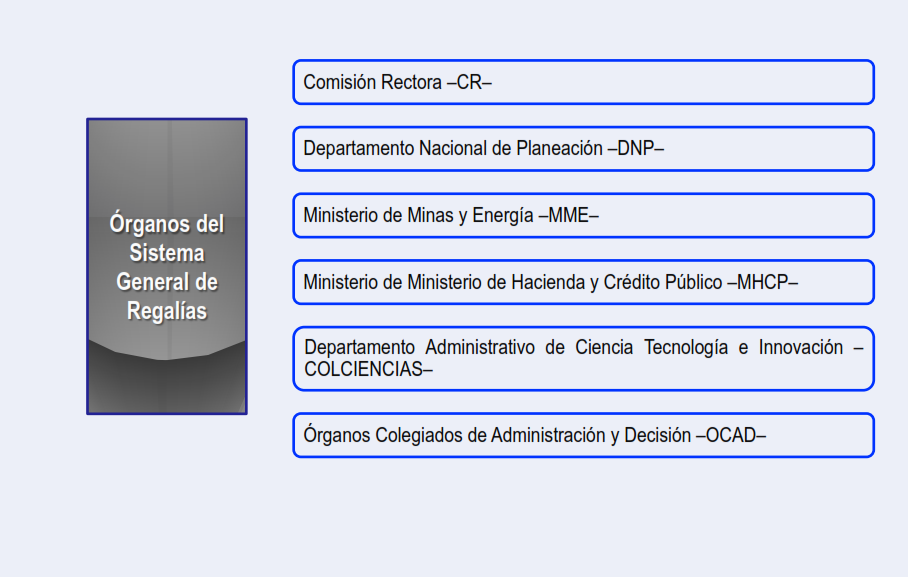 Comisión Rectora –CR–
Departamento Nacional de Planeación –DNP–
Ministerio de Minas y Energía –MME–
Órganos del
Sistema
General de
Regalías
Ministerio de Ministerio de Hacienda y Crédito Público –MHCP–
Departamento Administrativo de Ciencia Tecnología e Innovación –
COLCIENCIAS–
Órganos Colegiados de Administración y Decisión –OCAD–